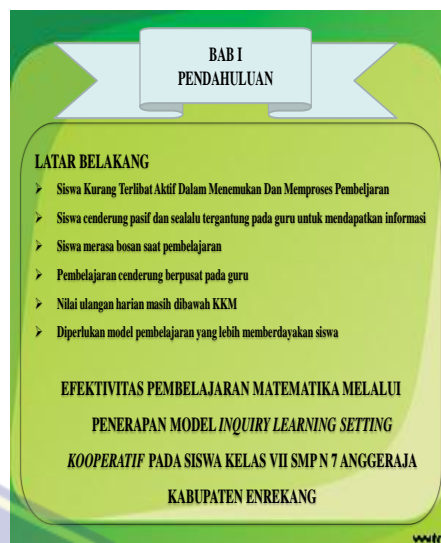 BAB I
PENDAHULUAN
LATAR BELAKANG
➢ Siswa Kurang Terlibat Aktif Dalam Menemukan Dan Memproses Pembeljaran
➢ Siswa cenderung pasif dan sealalu tergantung pada guru untuk mendapatkan informasi
➢ Siswa merasa bosan saat pembelajaran
➢ Pembelajaran cenderung berpusat pada guru
➢ Nilai ulangan harian masih dibawah KKM
➢ Diperlukan model pembelajaran yang lebih memberdayakan siswa
EFEKTIVITAS PEMBELAJARAN MATEMATIKA MELALUI
PENERAPAN MODEL INQUIRY LEARNING SETTING
KOOPERATIF PADA SISWA KELAS VII SMP N 7 ANGGERAJA
KABUPATEN ENREKANG